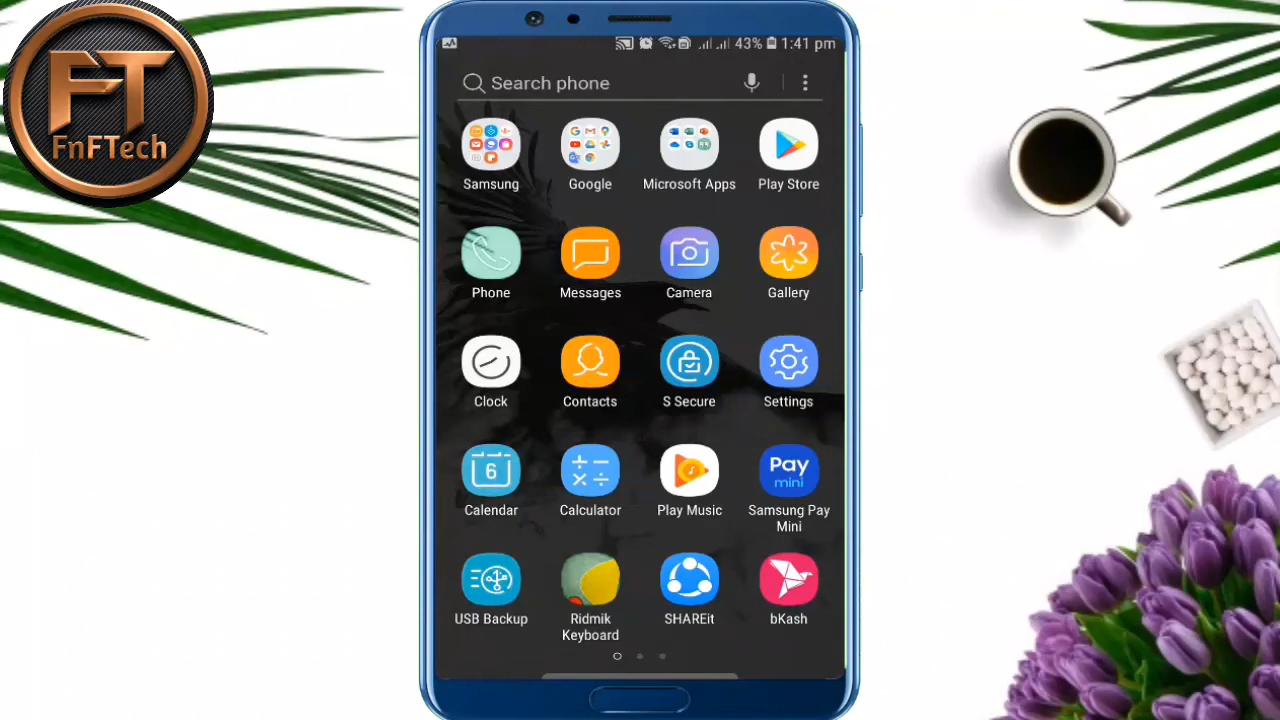 FT
FnFTech
43% 1:41 pm
Search phone
Samsung Google Microsoft Apps Play Store
Phone Messages Camera Gallery
Clock Contacts S Secure Settings
6
Pay
mini
Calendar Calculator Play Music Samsung Pay
Mini
USB Backup Ridmik SHAREit bKash
Keyboard